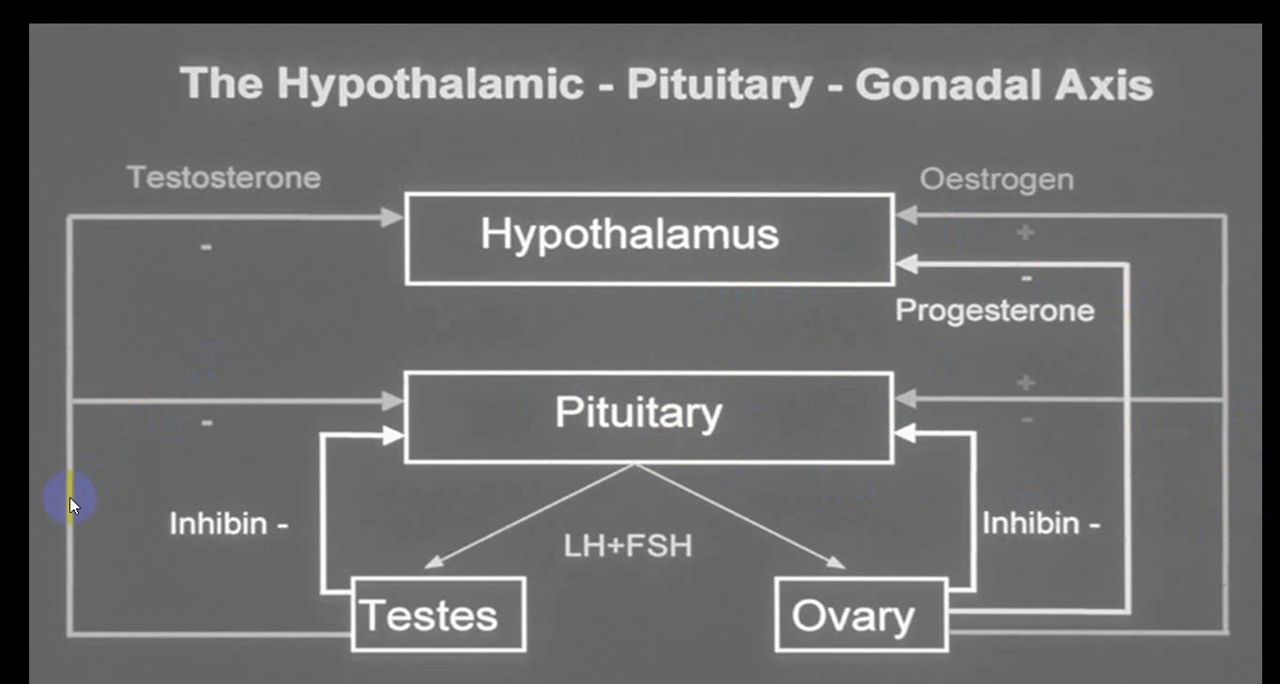 The Hypothalamic - Pituitary - Gonadal Axis
Testosterone
Oestrogen
-
Hypothalamus
+
-
Progesterone
Pituitary
+
-
-
Inhibin -
LH+FSH
Inhibin -
Testes
Ovary